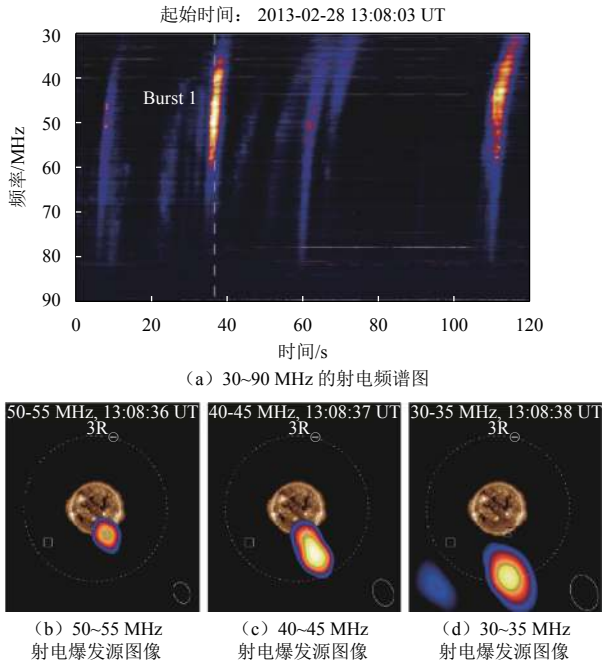 起始时间： 2013-02-28 13:08:03 UT
30
40
50
60
70
80
90
频率/MHz
Burst 1
0 20 40 60 80 100 120
时间/s
（a）30~90 MHz 的射电频谱图
50-55 MHz, 13:08:36 UT
3R
40-45 MHz, 13:08:37 UT
3R
30-35 MHz, 13:08:38 UT
3R
（b）50~55 MHz
射电爆发源图像
（c）40~45 MHz
射电爆发源图像
（d）30~35 MHz
射电爆发源图像